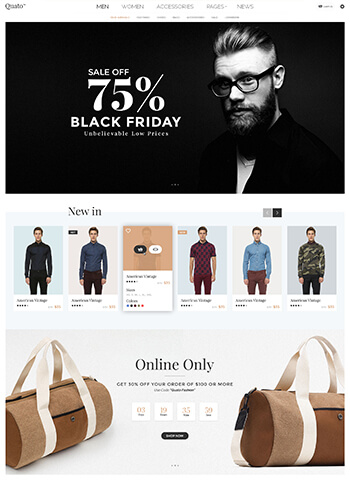 Quato™
MEN WOMEN ACCESSORIES PAGES NEWS
SALE OFF
75%
BLACK FRIDAY
Unbelievable Low Prices
New in
American Vintage
American Vintage
American Vintage
American Vintage
American Vintage
American Vintage
Colors
Online Only
GET 30% OFF YOUR ORDER OF $100 OR MORE
Use Code "Quato Fashion"
03 19 35 59
SHOP NOW